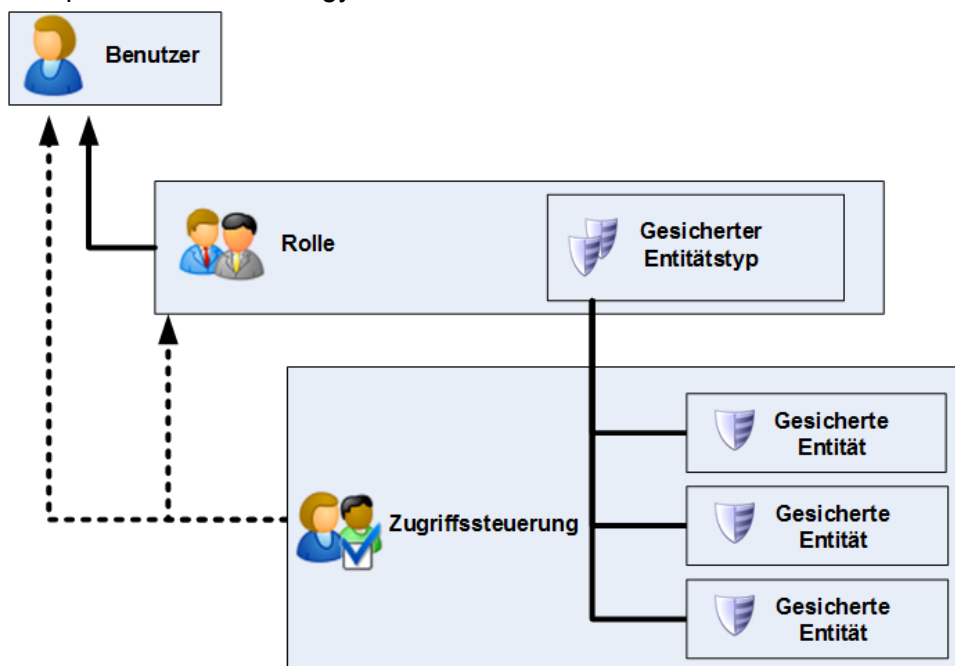 Benutzer
Rolle
Gesicherter
Entitätstyp
Gesicherte
Entität
Zugriffssteuerung
Gesicherte
Entität
Gesicherte
Entität